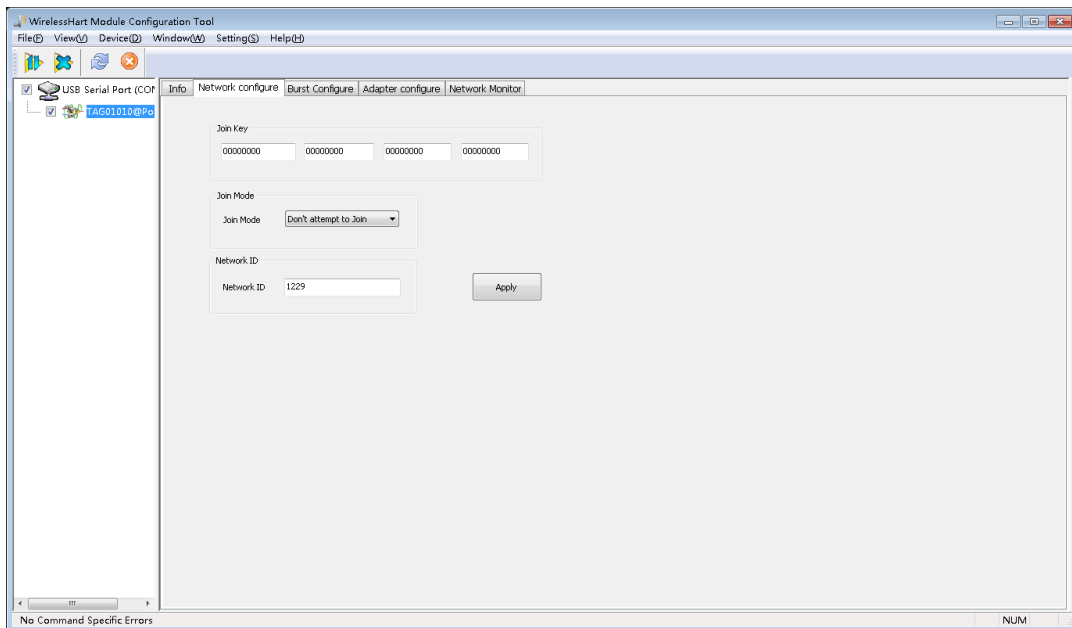 WirelessHart Module Configuration Tool
File(F) View(V) Device(D) Window(W) Setting(S) Help(H)
USB Serial Port (COM
TAG01010@Po
Info Network configure Burst Configure Adapter configure Network Monitor
Join Key
00000000 00000000 00000000 00000000
Join Mode
Join Mode Don't attempt to Join
Network ID
Network ID 1229
Apply
No Command Specific Errors NUM